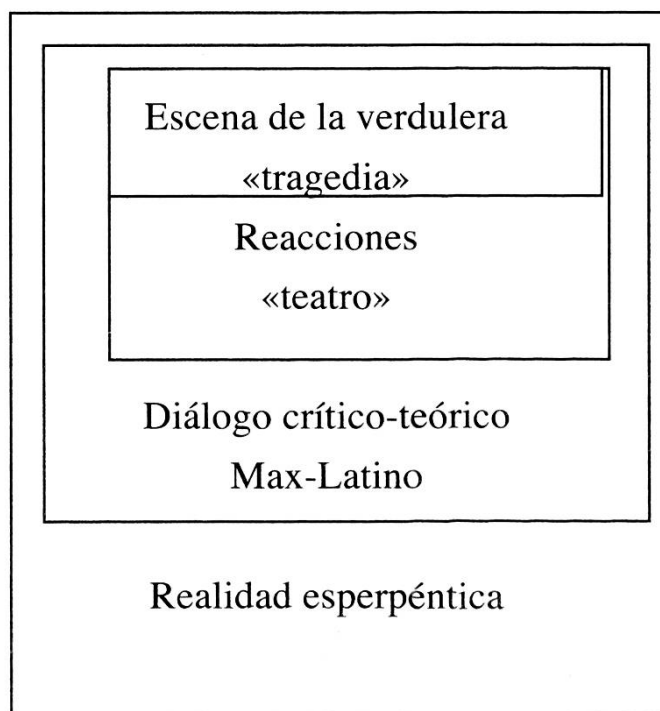 Escena de la verdulera
«tragedia»
Reacciones
«teatro»
Diálogo crítico-teórico
Max-Latino
Realidad esperpéntica